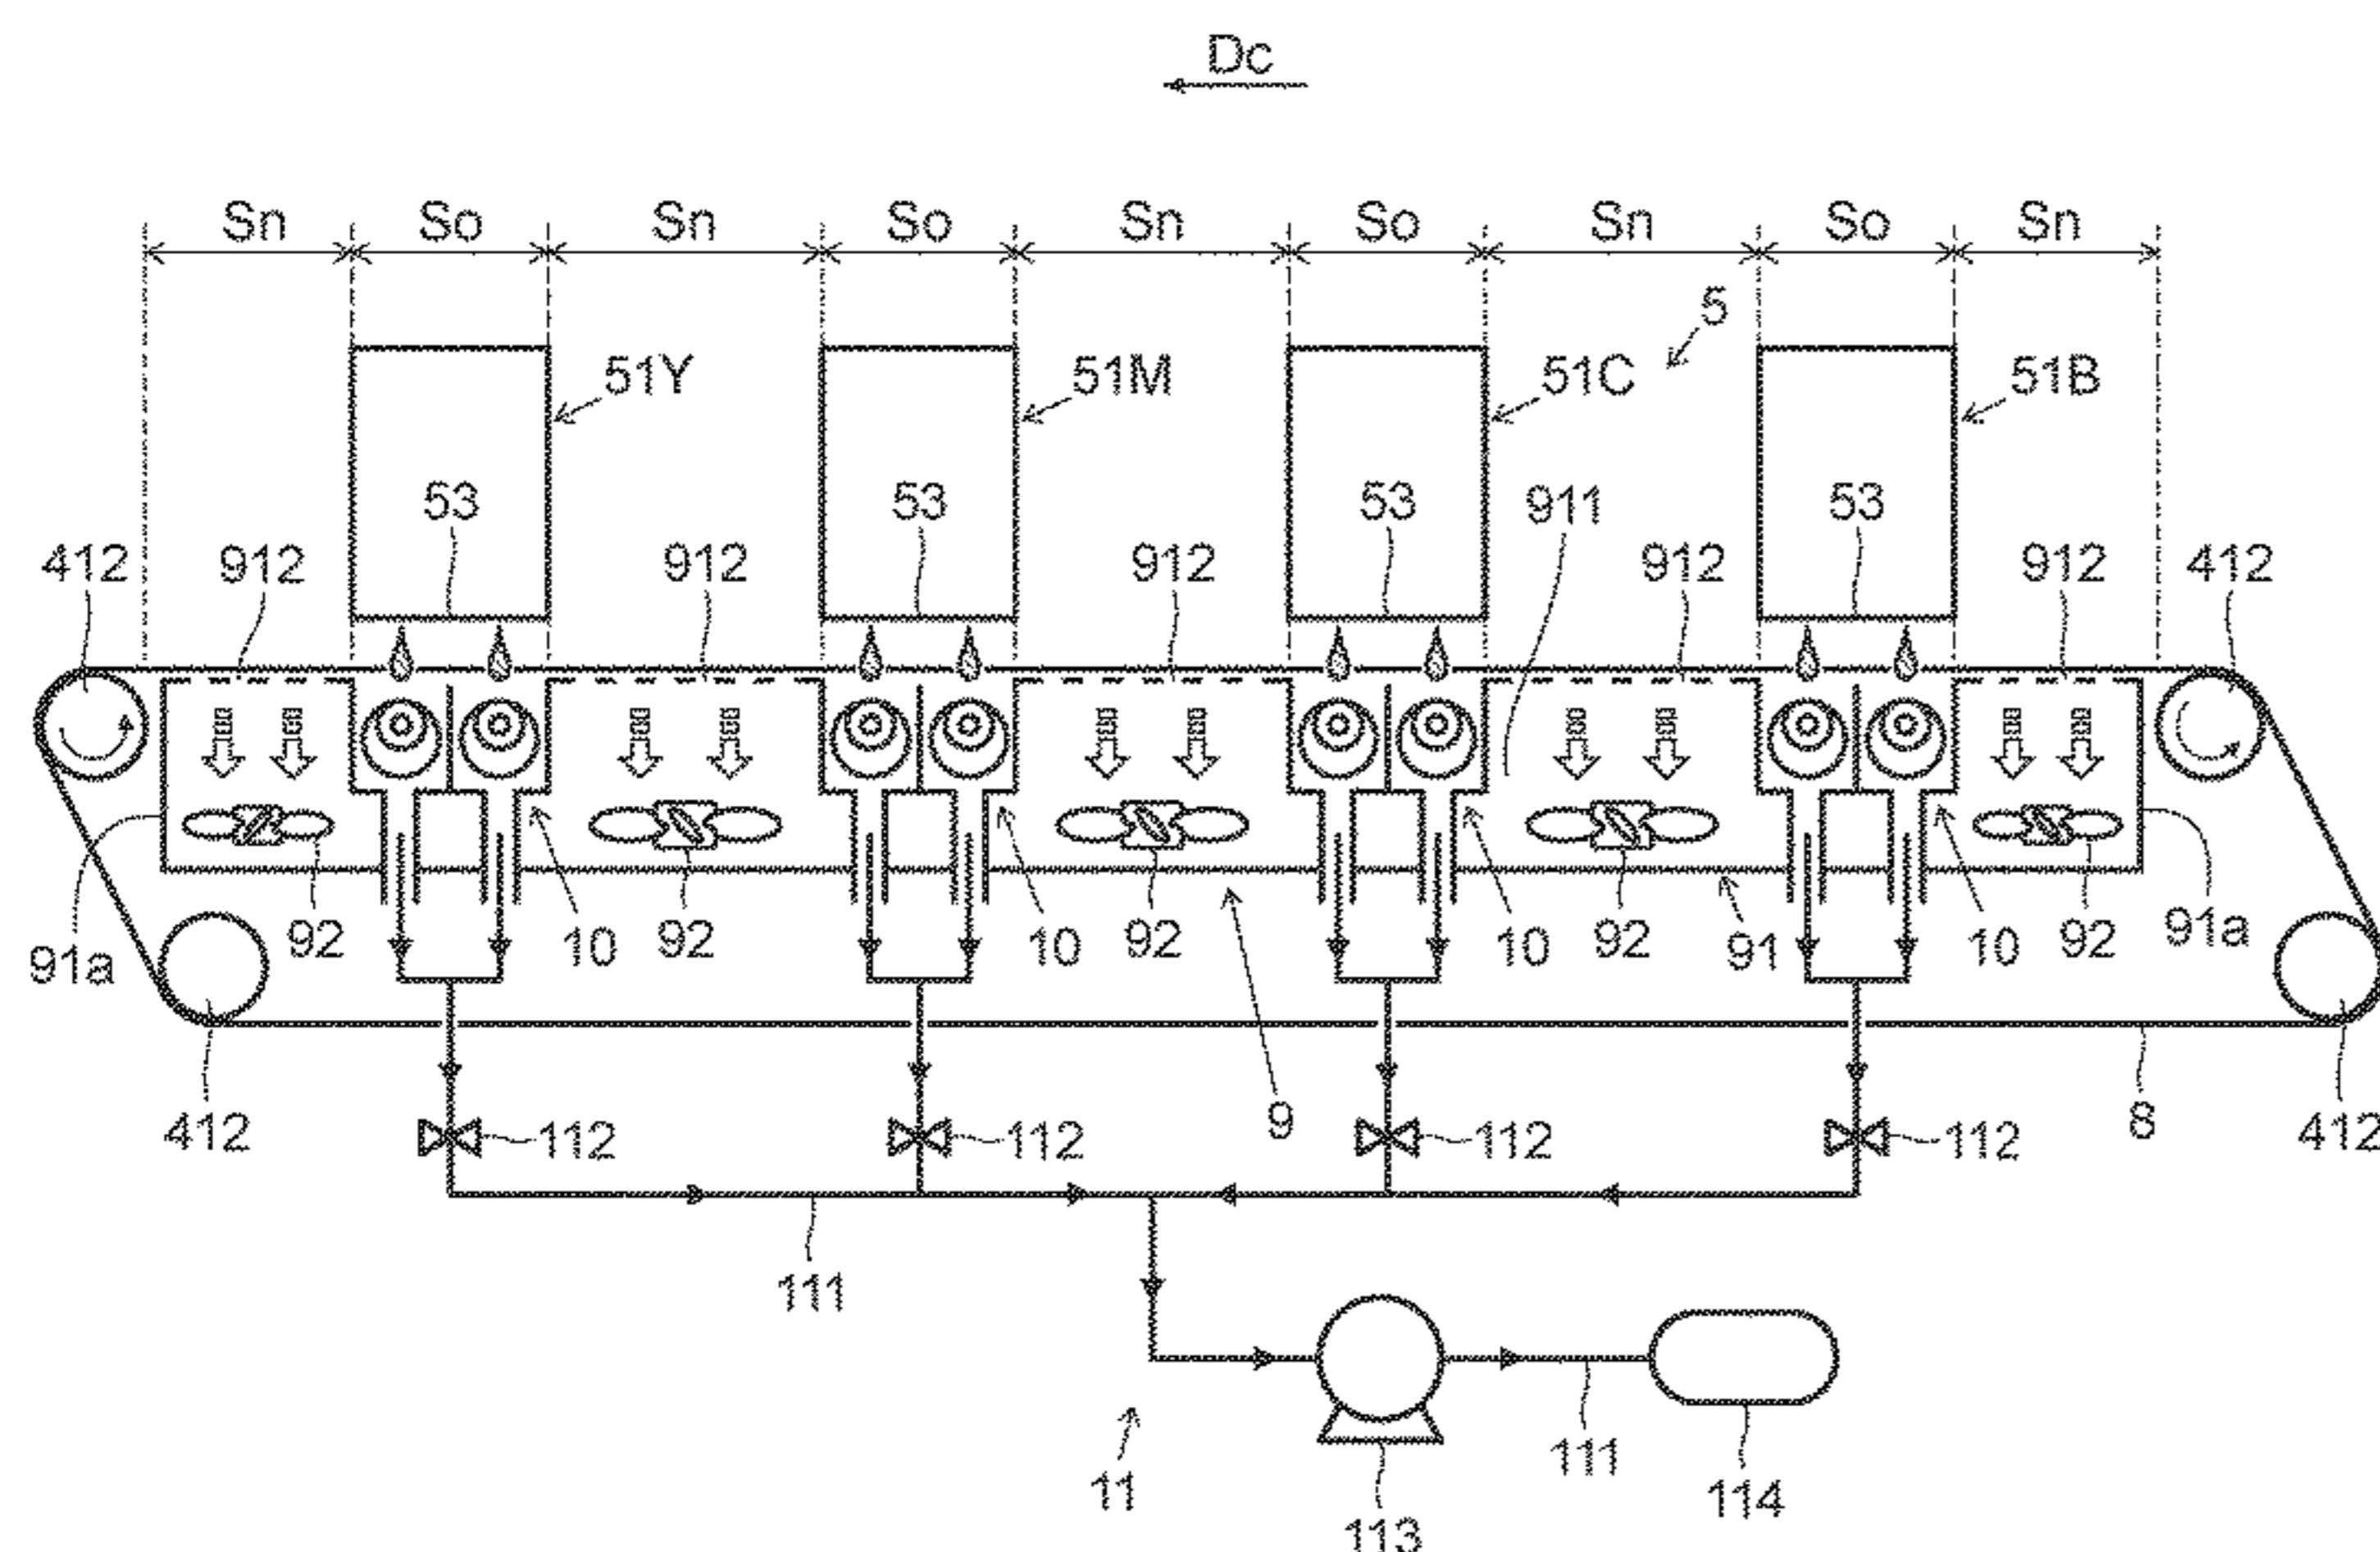 Dc
Sn So Sn So Sn So Sn So Sn
5
51Y 51M 51C 51B
53 53 53 911 53
412 912 912 912 912 912 412
91a 92 10 92 10 92 10 92 91 10 92 91a
412 112 112 9 112 112 8 412
111
11 113 111 114